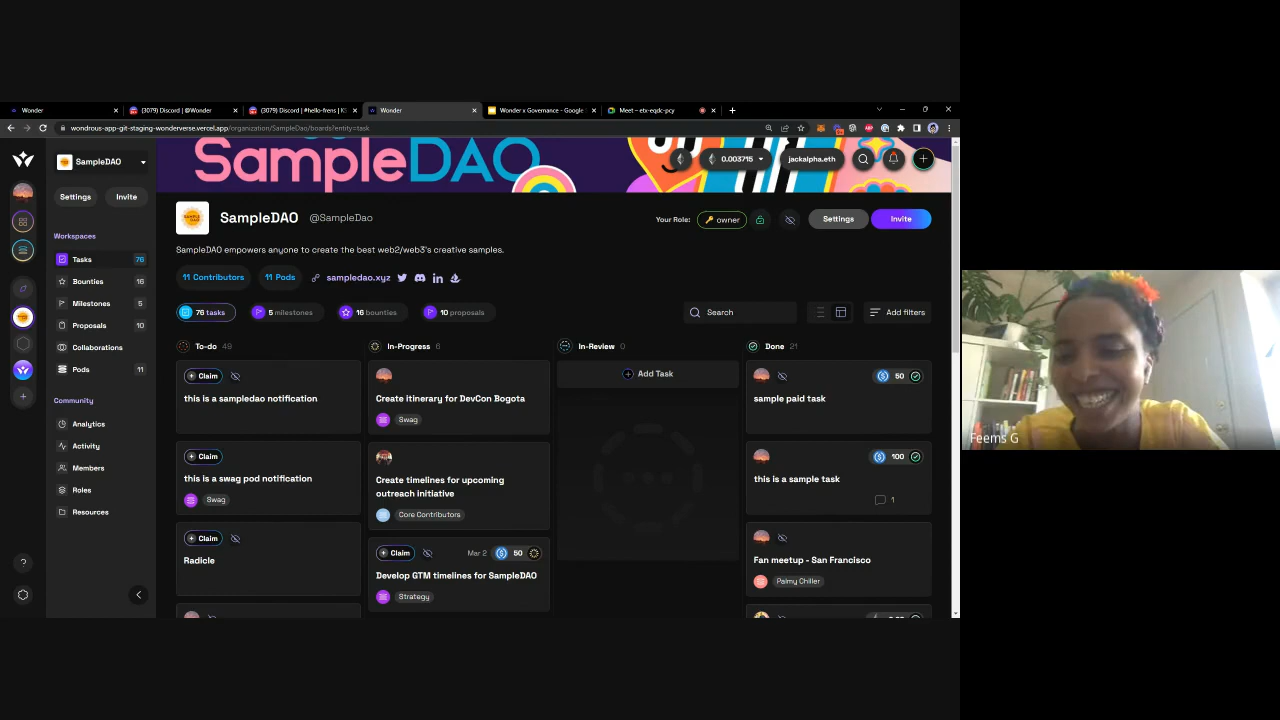 Wonder
(3079) Discord | @Wonder
(3079) Discord | #hello-frens | K
Wonder
Wonder x Governance - Google
Meet – etx-eqdc-pcy
wondrous-app-git-staging-wonderverse.vercel.app/organization/SampleDao/boards?entity=task
SampleDAO
SampleDAO
0.003715
jackalpha.eth
Settings
Invite
SampleDAO
@SampleDao
Your Role:
owner
Settings
Invite
SampleDAO empowers anyone to create the best web2/web3's creative samples.
11 Contributors
11 Pods
sampledao.xyz
76 tasks
5 milestones
16 bounties
10 proposals
Search
Add filters
Workspaces
Tasks
76
Bounties
16
Milestones
5
Proposals
10
Collaborations
Pods
11
Community
Analytics
Activity
Members
Roles
Resources
To-do 49
Claim
this is a sampledao notification
Claim
this is a swag pod notification
Swag
Claim
Radicle
In-Progress 6
Create itinerary for DevCon Bogota
Swag
Create timelines for upcoming
outreach initiative
Core Contributors
Claim
Mar 2
50
Develop GTM timelines for SampleDAO
Strategy
In-Review 0
Add Task
Done 21
50
sample paid task
100
this is a sample task
1
Fan meetup - San Francisco
Palmy Chiller
Feems G